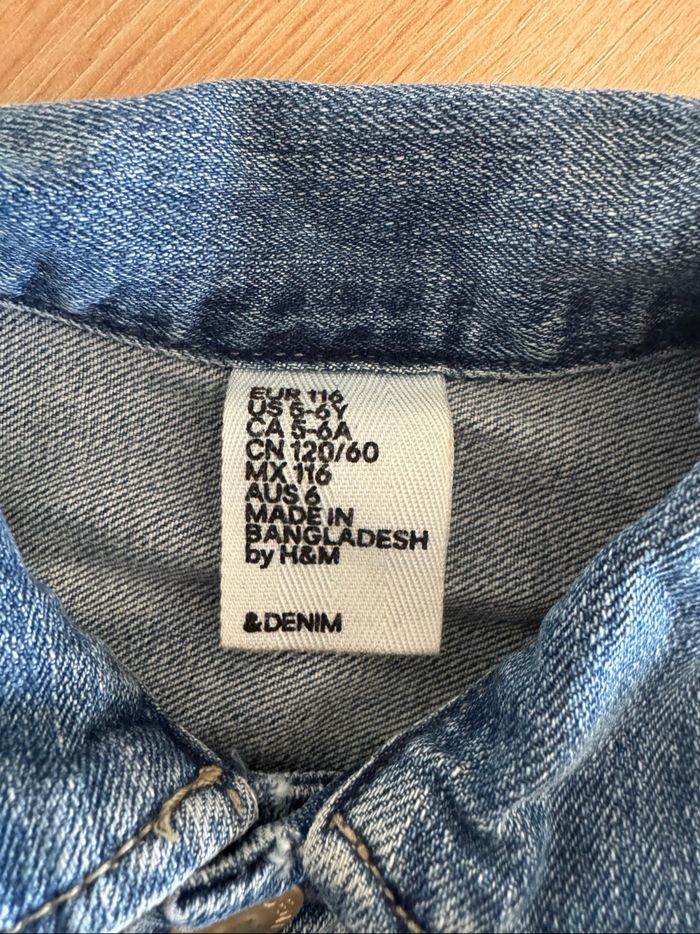 EUR 116
US 5-6Y
CA 5-6A
CN 120/60
MX 116
AUS 6
MADE IN
BANGLADESH
by H&M
&DENIM